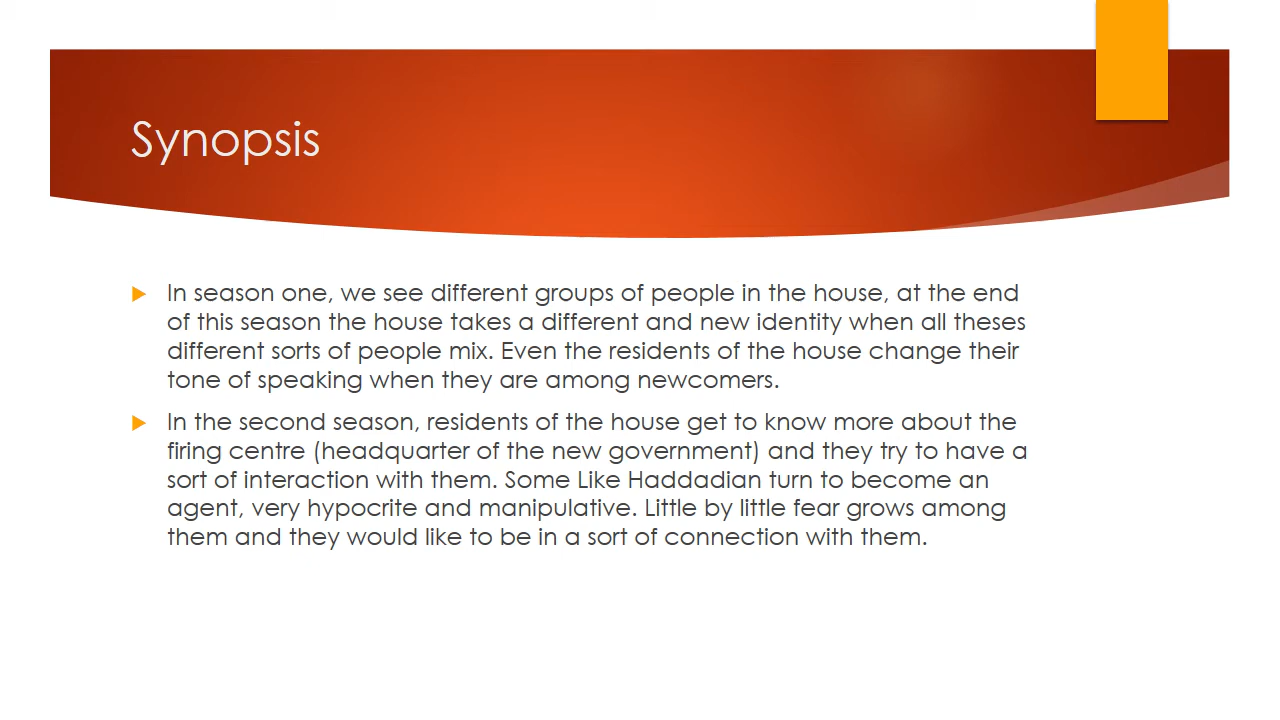 Synopsis
In season one, we see different groups of people in the house, at the end
of this season the house takes a different and new identity when all theses
different sorts of people mix. Even the residents of the house change their
tone of speaking when they are among newcomers.
In the second season, residents of the house get to know more about the
firing centre (headquarter of the new government) and they try to have a
sort of interaction with them. Some Like Haddadian turn to become an
agent, very hypocrite and manipulative. Little by little fear grows among
them and they would like to be in a sort of connection with them.